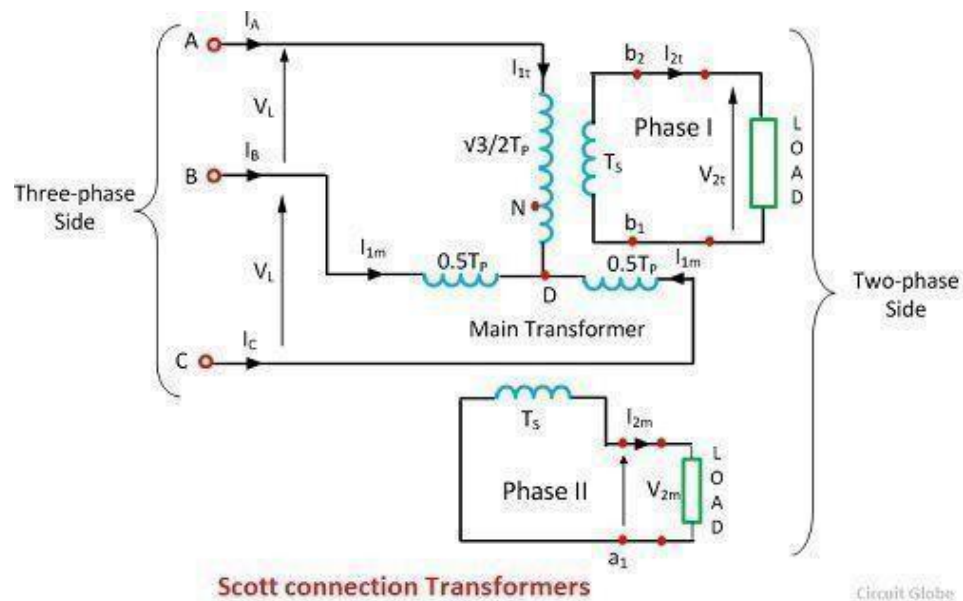 A
I_A
I_1t
b_2
I_2t
V_L
√3/2T_P
Phase I
T_S
V_2t
LOAD
B
I_B
Three-phase
Side
N
b_1
I_1m
0.5T_P
0.5T_P
I_1m
V_L
D
Two-phase
Side
Main Transformer
C
I_C
T_S
I_2m
Phase II
V_2m
LOAD
a_1
Scott connection Transformers
Circuit Globe